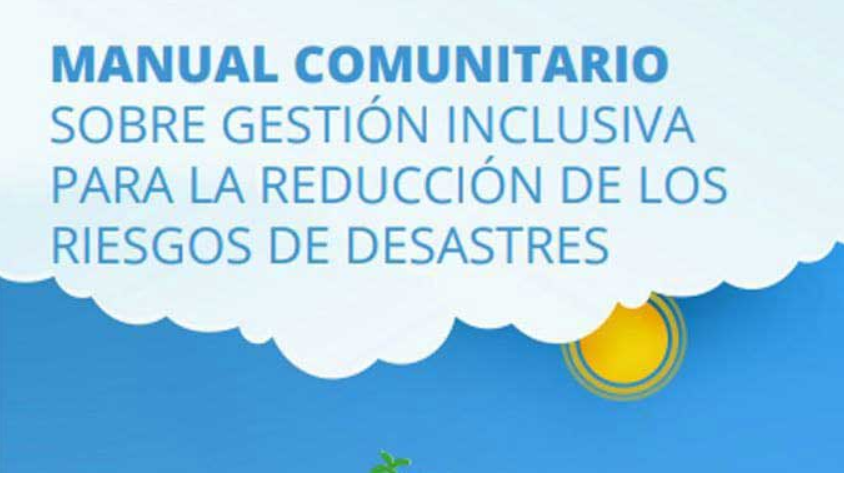 MANUAL COMUNITARIO
SOBRE GESTIÓN INCLUSIVA
PARA LA REDUCCIÓN DE LOS
RIESGOS DE DESASTRES